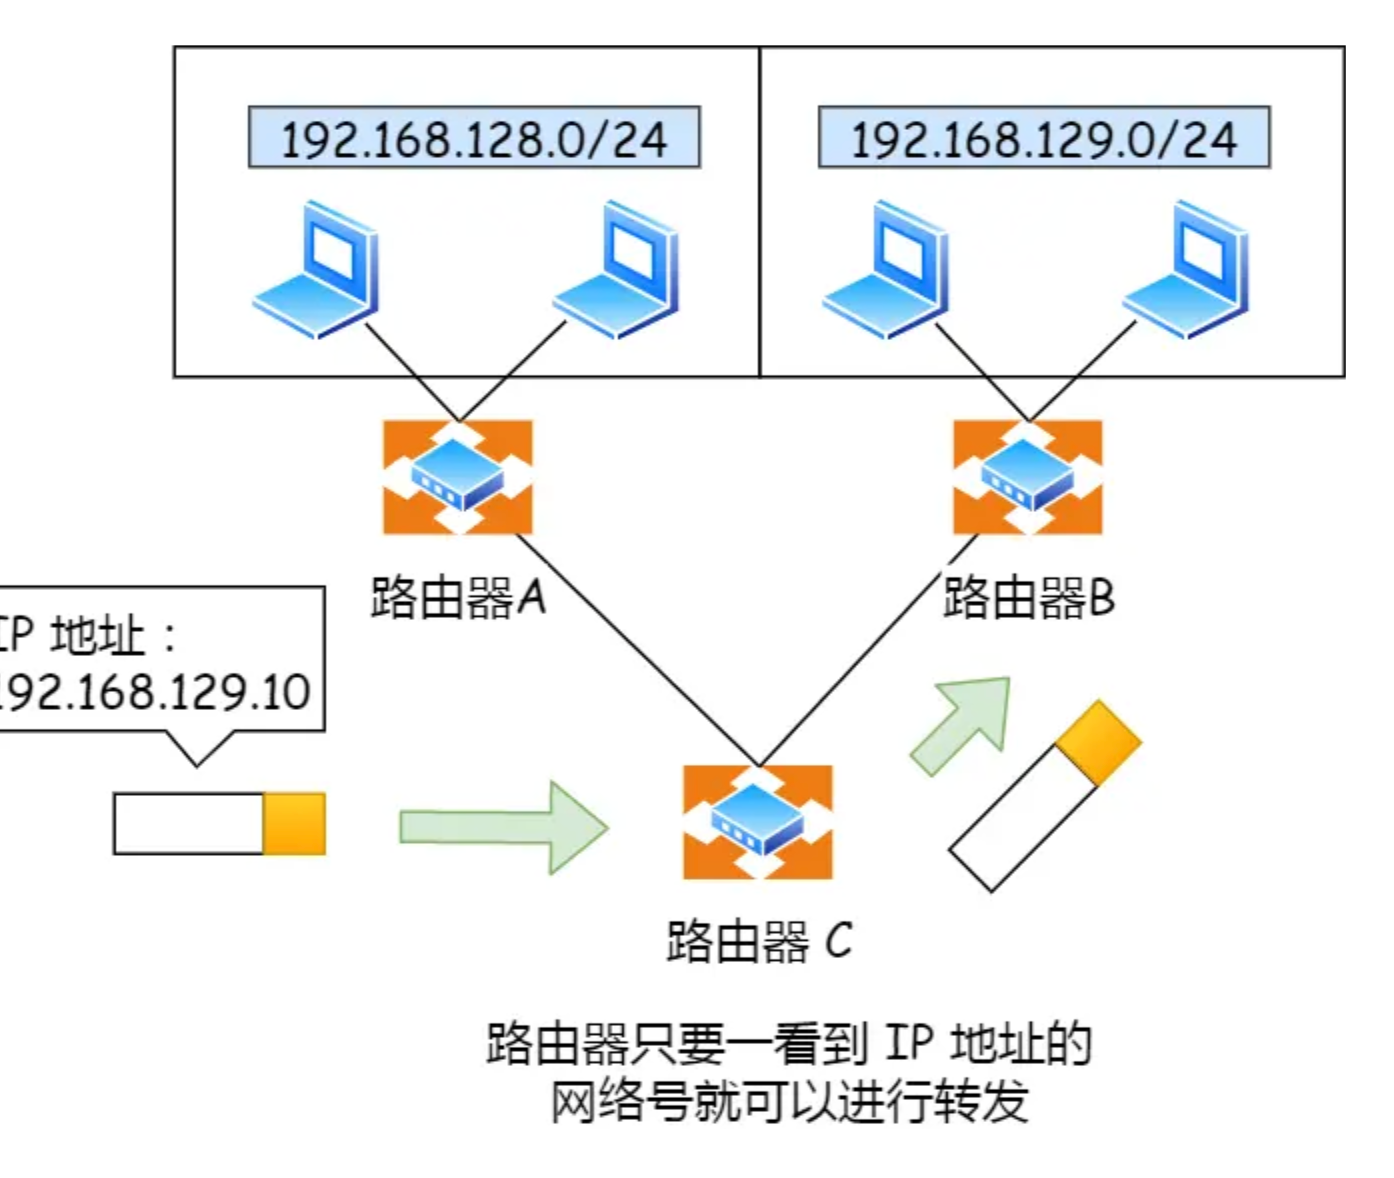 192.168.128.0/24
192.168.129.0/24
路由器A
路由器B
IP 地址：
192.168.129.10
路由器 C
路由器只要一看到 IP 地址的
网络号就可以进行转发